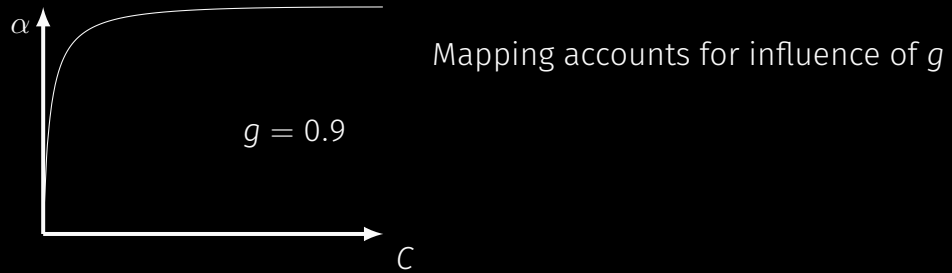 α
Mapping accounts for influence of g
g = 0.9
C